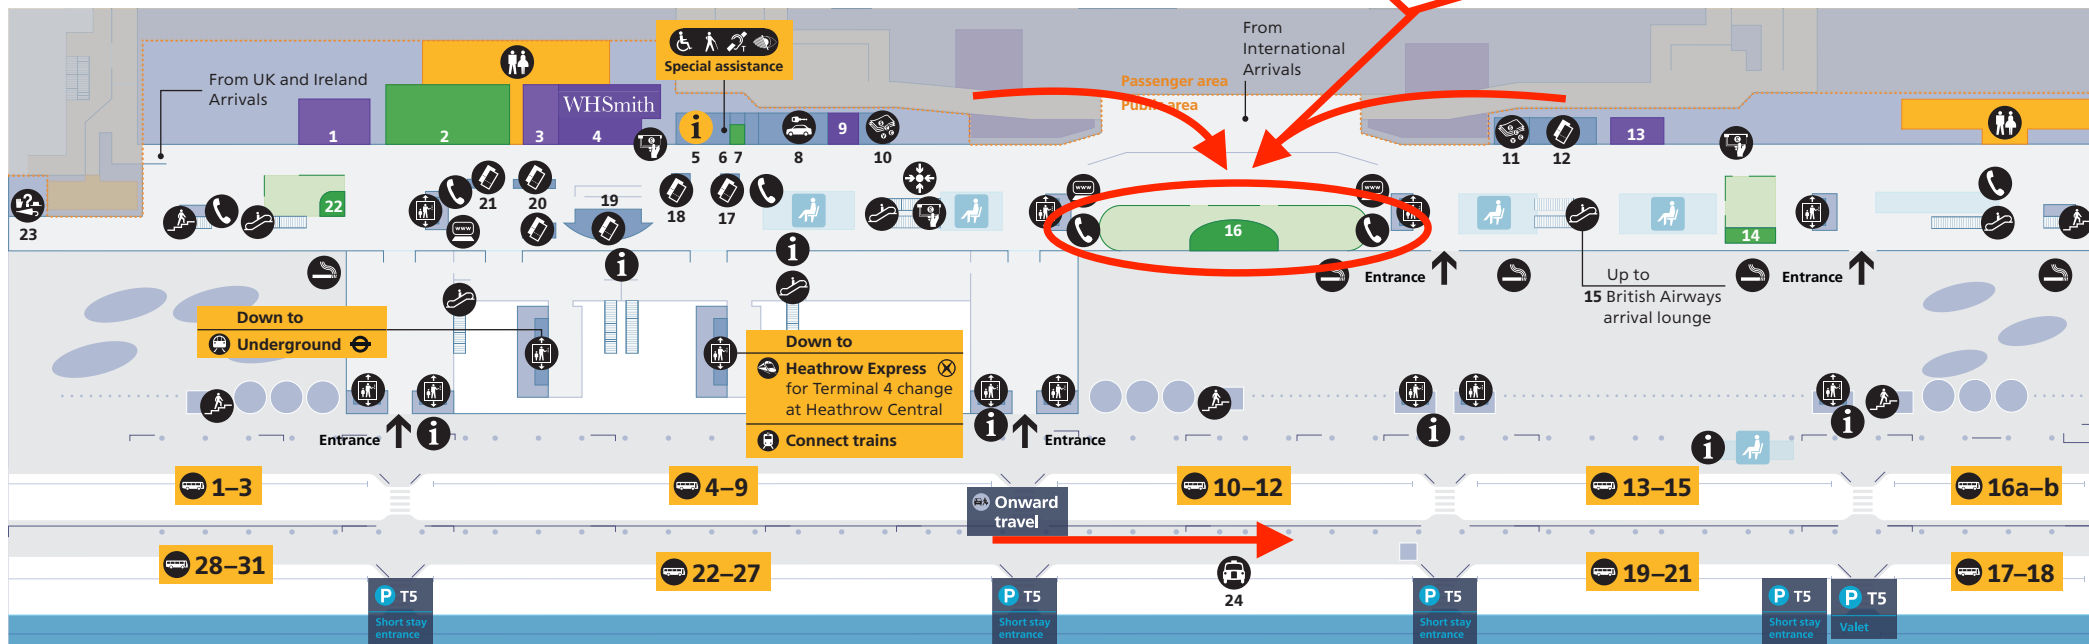 From
International
Arrivals
Special assistance
From UK and Ireland
Arrivals
Passenger area
Public area
WHSmith
1
2
3
4
i
5
6
7
8
9
10
11
12
13
23
22
21
20
19
18
17
www
www
www
16
14
i
i
Entrance
Entrance
Up to
15 British Airways
arrival lounge
Down to
Underground
Down to
Heathrow Express
for Terminal 4 change
at Heathrow Central
Connect trains
Entrance
i
i
Entrance
i
i
i
1–3
4–9
10–12
13–15
16a–b
Onward
travel
28–31
22–27
24
19–21
17–18
P T5
Short stay
entrance
P T5
Short stay
entrance
P T5
Short stay
entrance
P T5
Short stay
entrance
P T5
Valet